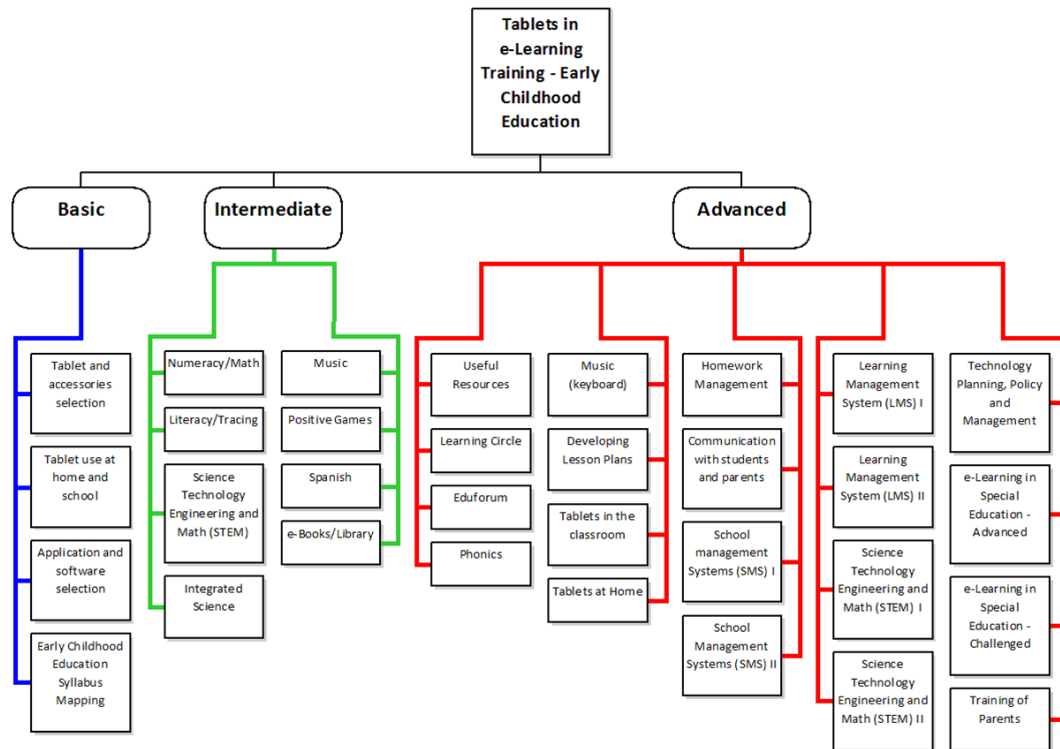 Tablets in
e-Learning
Training - Early
Childhood
Education
Basic
Intermediate
Advanced
Tablet and
accessories
selection
Tablet use at
home and
school
Application and
software
selection
Early Childhood
Education
Syllabus
Mapping
Numeracy/Math
Literacy/Tracing
Science
Technology
Engineering and
Math (STEM)
Integrated
Science
Music
Positive Games
Spanish
e-Books/Library
Useful
Resources
Learning Circle
Eduforum
Phonics
Music
(keyboard)
Developing
Lesson Plans
Tablets in the
classroom
Tablets at Home
Homework
Management
Communication
with students
and parents
School
management
Systems (SMS) I
School
Management
Systems (SMS) II
Learning
Management
System (LMS) I
Learning
Management
System (LMS) II
Science
Technology
Engineering
and Math (STEM) I
Science
Technology
Engineering and
Math (STEM) II
Technology
Planning, Policy
and
Management
e-Learning in
Special
Education -
Advanced
e-Learning in
Special
Education -
Challenged
Training of
Parents